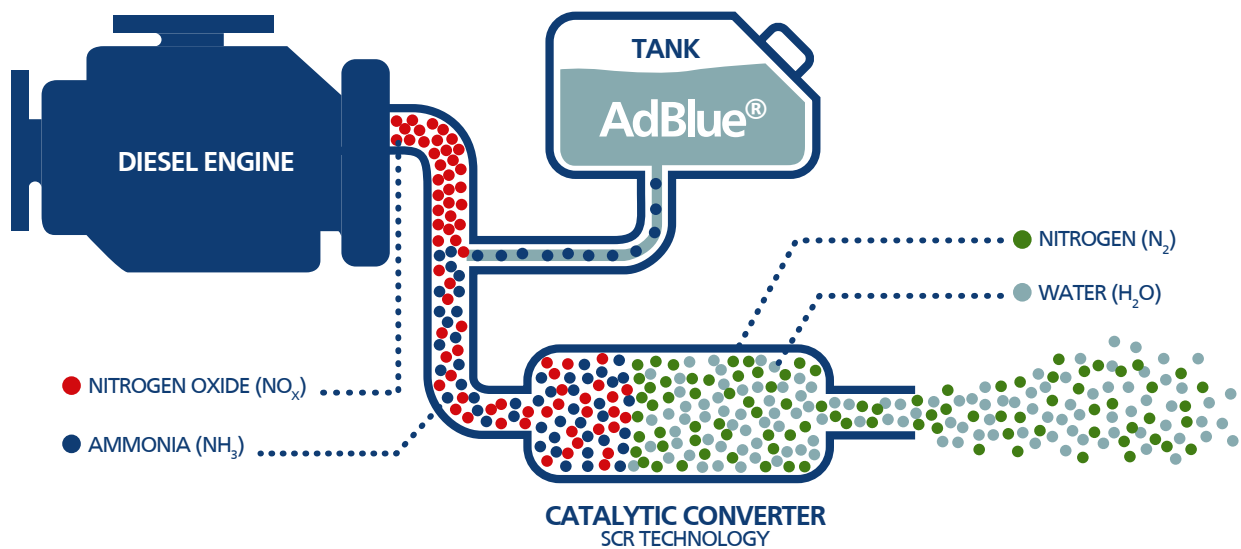 TANK
AdBlue®
DIESEL ENGINE
NITROGEN (N₂)
WATER (H₂O)
NITROGEN OXIDE (NOₓ)
AMMONIA (NH₃)
CATALYTIC CONVERTER
SCR TECHNOLOGY